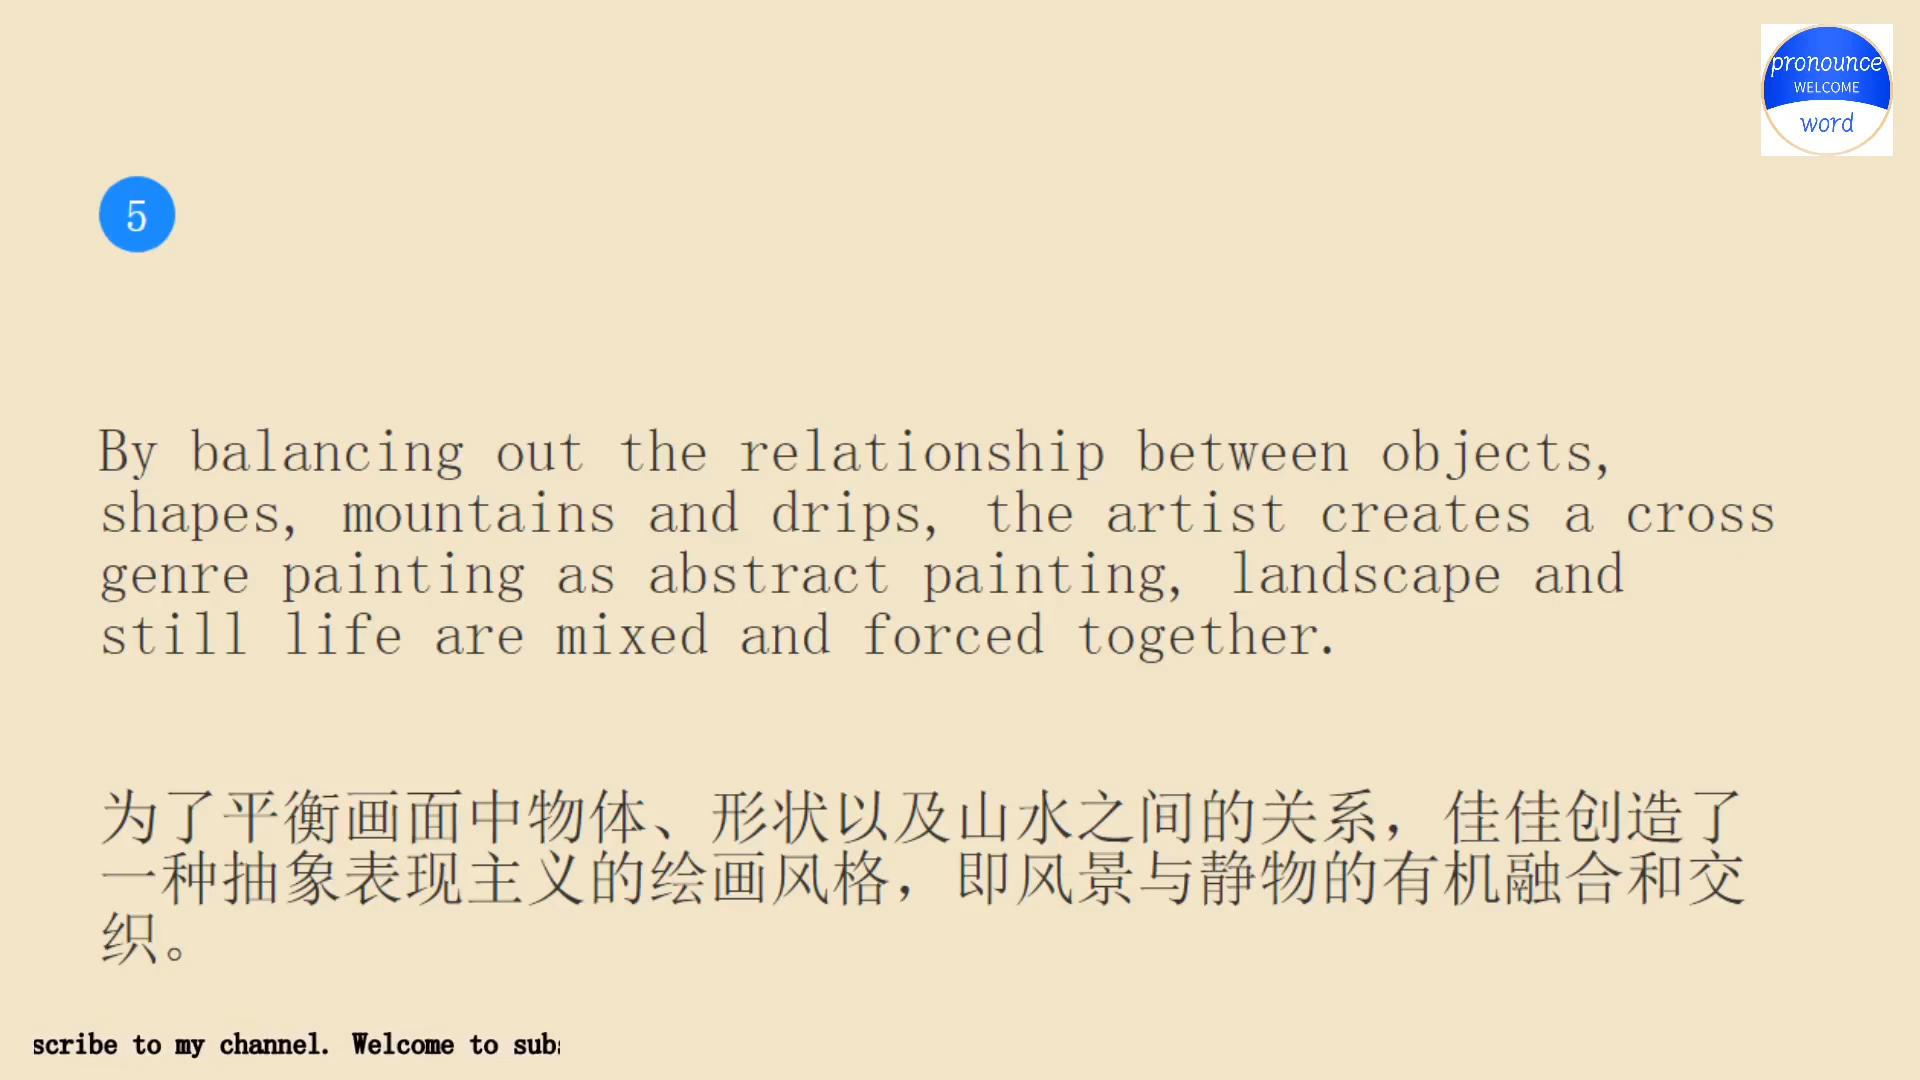 pronounce
WELCOME
word
5
By balancing out the relationship between objects,
shapes, mountains and drips, the artist creates a cross
genre painting as abstract painting, landscape and
still life are mixed and forced together.
为了平衡画面中物体、形状以及山水之间的关系，佳佳创造了
一种抽象表现主义的绘画风格，即风景与静物的有机融合和交
织。
scribe to my channel. Welcome to subs